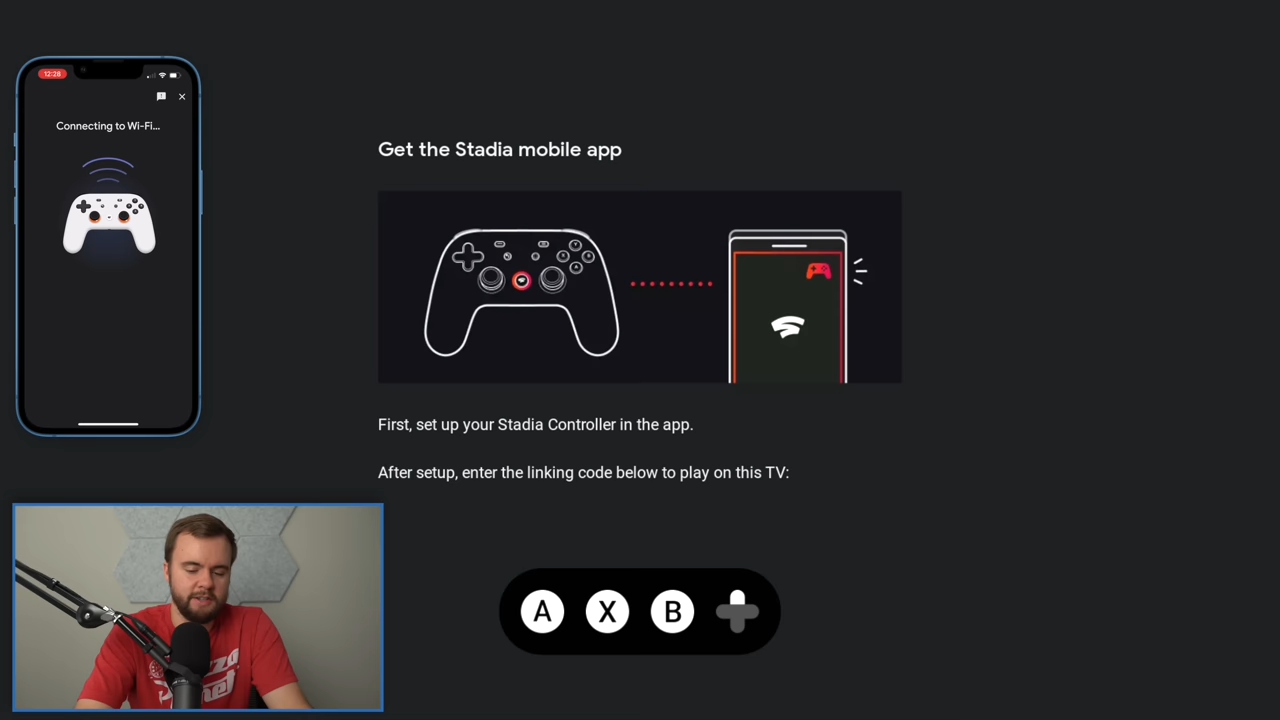 12:28
Connecting to Wi-Fi...
Get the Stadia mobile app
First, set up your Stadia Controller in the app.
After setup, enter the linking code below to play on this TV:
A X B